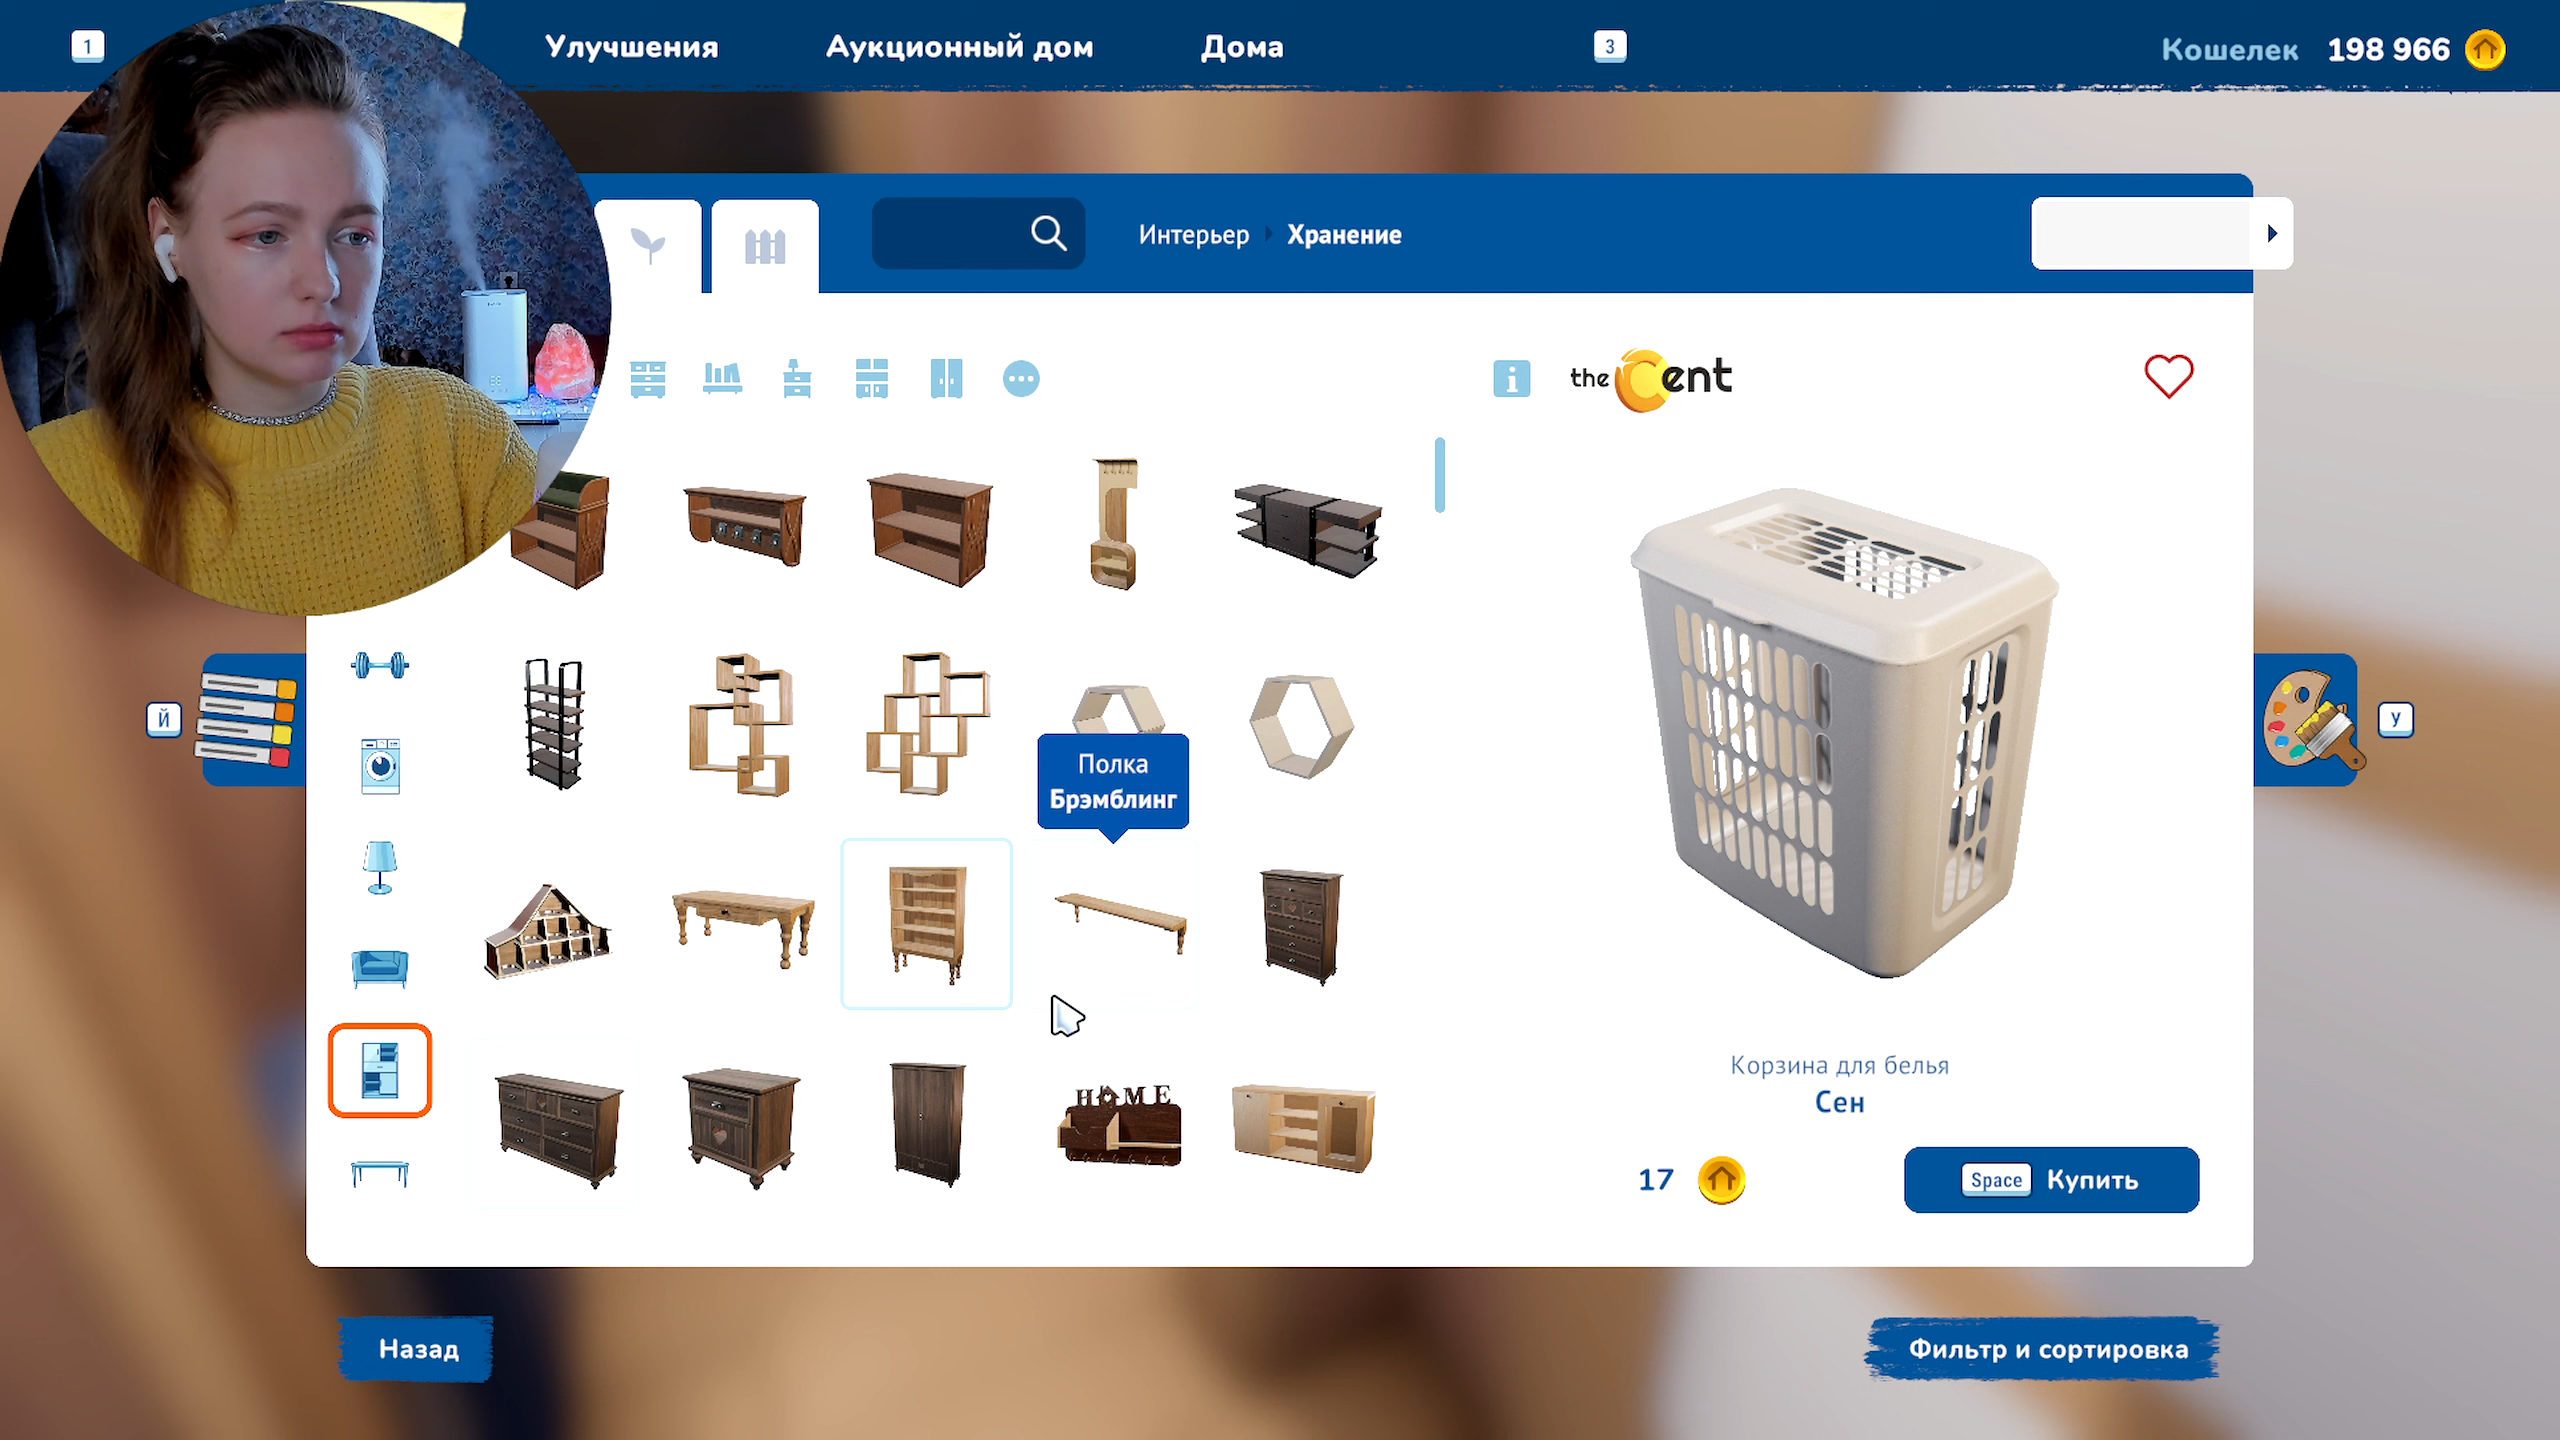 1
Улучшения
Аукционный дом
Дома
3
Кошелек 198 966
Интерьер
Хранение
i
the Cent
Й
У
Полка
Брэмблинг
HOME
Корзина для белья
Сен
17
Space Купить
Назад
Фильтр и сортировка